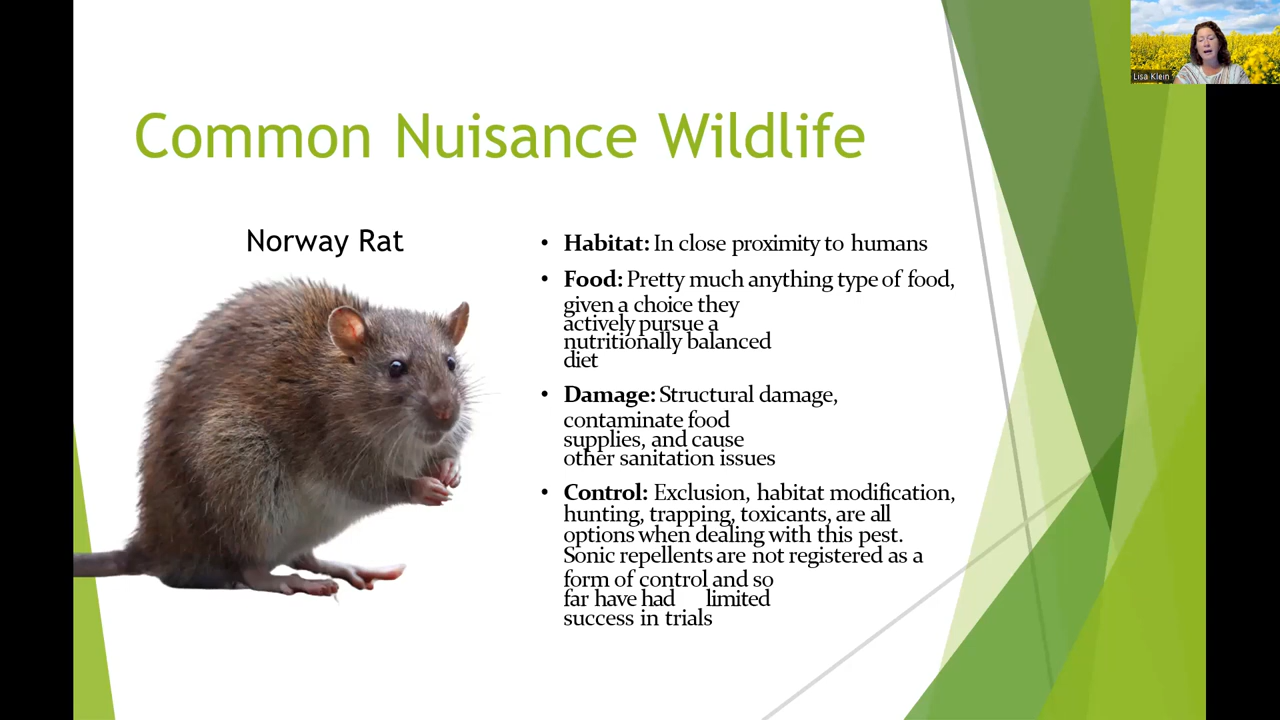 Lisa Klein
Common Nuisance Wildlife
Norway Rat
• Habitat: In close proximity to humans
• Food: Pretty much anything type of food,
given a choice they
actively pursue a
nutritionally balanced
diet
• Damage: Structural damage,
contaminate food
supplies, and cause
other sanitation issues
• Control: Exclusion, habitat modification,
hunting, trapping, toxicants, are all
options when dealing with this pest.
Sonic repellents are not registered as a
form of control and so
far have had limited
success in trials